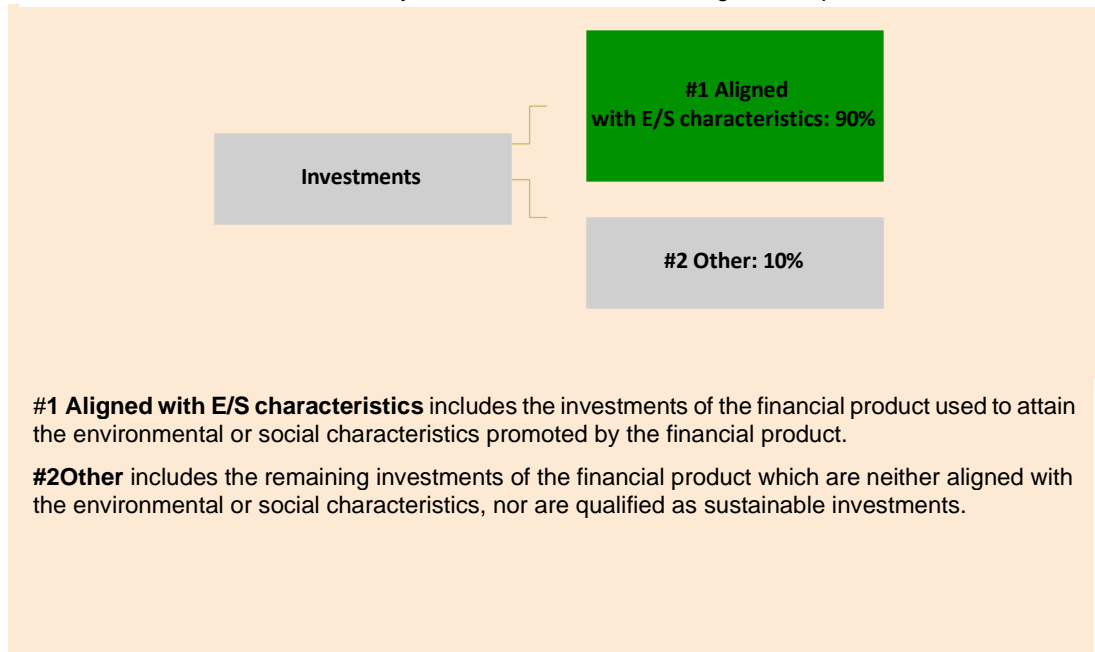 #1 Aligned
with E/S characteristics: 90%
Investments
#2 Other: 10%
#1 Aligned with E/S characteristics includes the investments of the financial product used to attain
the environmental or social characteristics promoted by the financial product.
#2Other includes the remaining investments of the financial product which are neither aligned with
the environmental or social characteristics, nor are qualified as sustainable investments.